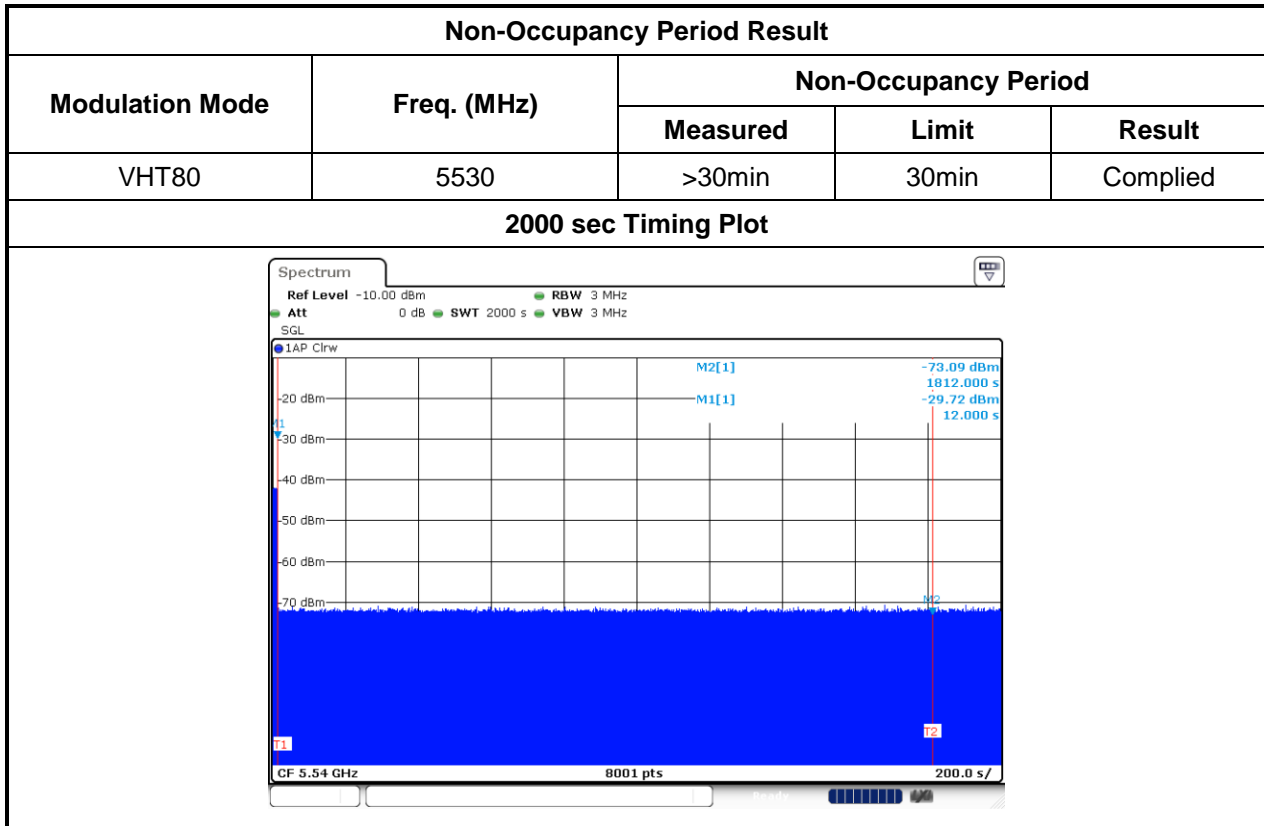 Non-Occupancy Period Result
Modulation Mode Freq. (MHz) Non-Occupancy Period
Measured Limit Result
VHT80 5530 >30min 30min Complied
2000 sec Timing Plot
Spectrum
Ref Level -10.00 dBm RBW 3 MHz
Att 0 dB SWT 2000 s VBW 3 MHz
SGL
1AP Clrw
M2[1] -73.09 dBm
1812.000 s
-20 dBm M1[1] -29.72 dBm
12.000 s
M1
-30 dBm
-40 dBm
-50 dBm
-60 dBm
-70 dBm M2
T2
T1
CF 5.54 GHz 8001 pts 200.0 s/
Ready